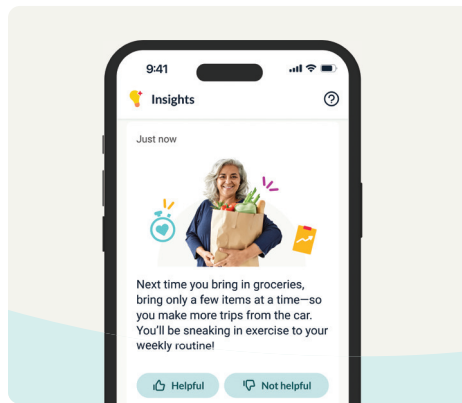 9:41
Insights
Just now
Next time you bring in groceries,
bring only a few items at a time—so
you make more trips from the car.
You'll be sneaking in exercise to your
weekly routine!
Helpful
Not helpful